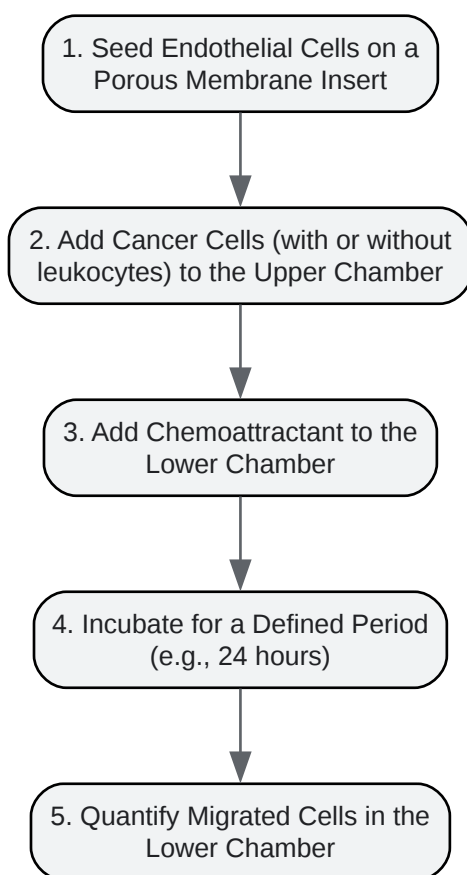 1. Seed Endothelial Cells on a
Porous Membrane Insert
2. Add Cancer Cells (with or without
leukocytes) to the Upper Chamber
3. Add Chemoattractant to the
Lower Chamber
4. Incubate for a Defined Period
(e.g., 24 hours)
5. Quantify Migrated Cells in the
Lower Chamber